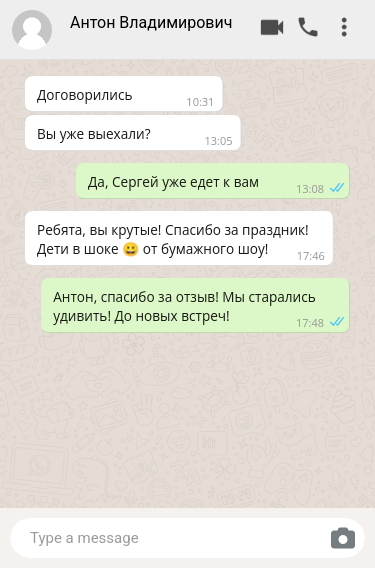 Антон Владимирович
Договорились
10:31
Вы уже выехали?
13:05
Да, Сергей уже едет к вам
13:08
Ребята, вы крутые! Спасибо за праздник!
Дети в шоке 😀 от бумажного шоу!
17:46
Антон, спасибо за отзыв! Мы старались
удивить! До новых встреч!
17:48
Type a message